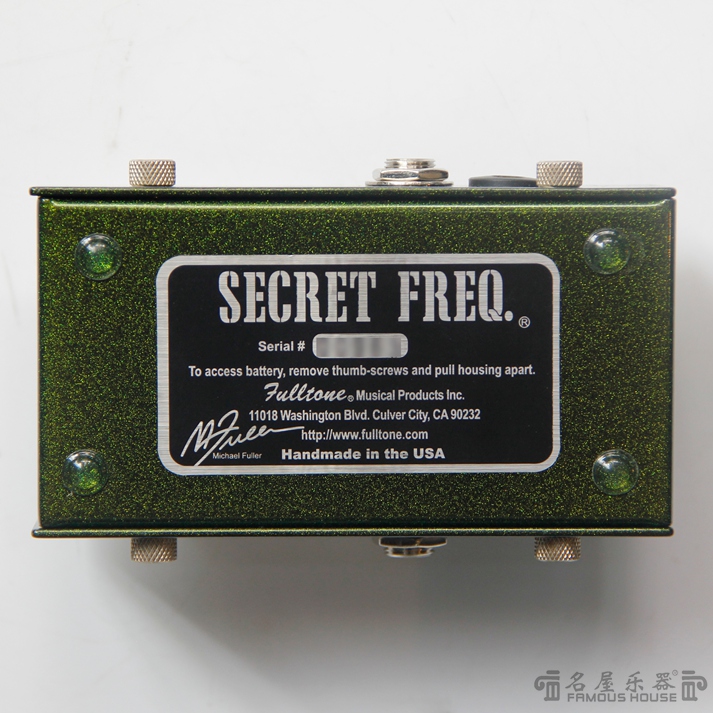 SECRET FREQ.®
Serial #
To access battery, remove thumb-screws and pull housing apart.
Fulltone® Musical Products Inc.
11018 Washington Blvd. Culver City, CA 90232
M Fuller
http://www.fulltone.com
Michael Fuller
Handmade in the USA
名屋乐器®
FAMOUS HOUSE